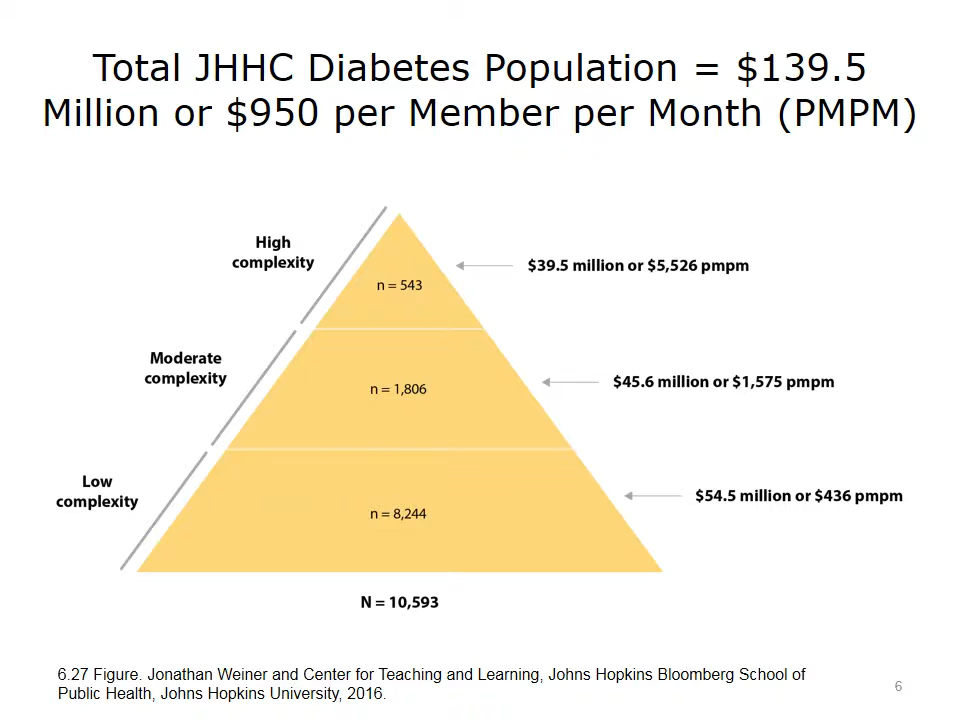 Total JHHC Diabetes Population = $139.5
Million or $950 per Member per Month (PMPM)
High
complexity
n = 543
$39.5 million or $5,526 pmpm
Moderate
complexity
n = 1,806
$45.6 million or $1,575 pmpm
Low
complexity
n = 8,244
$54.5 million or $436 pmpm
N = 10,593
6.27 Figure. Jonathan Weiner and Center for Teaching and Learning, Johns Hopkins Bloomberg School of
Public Health, Johns Hopkins University, 2016.
6